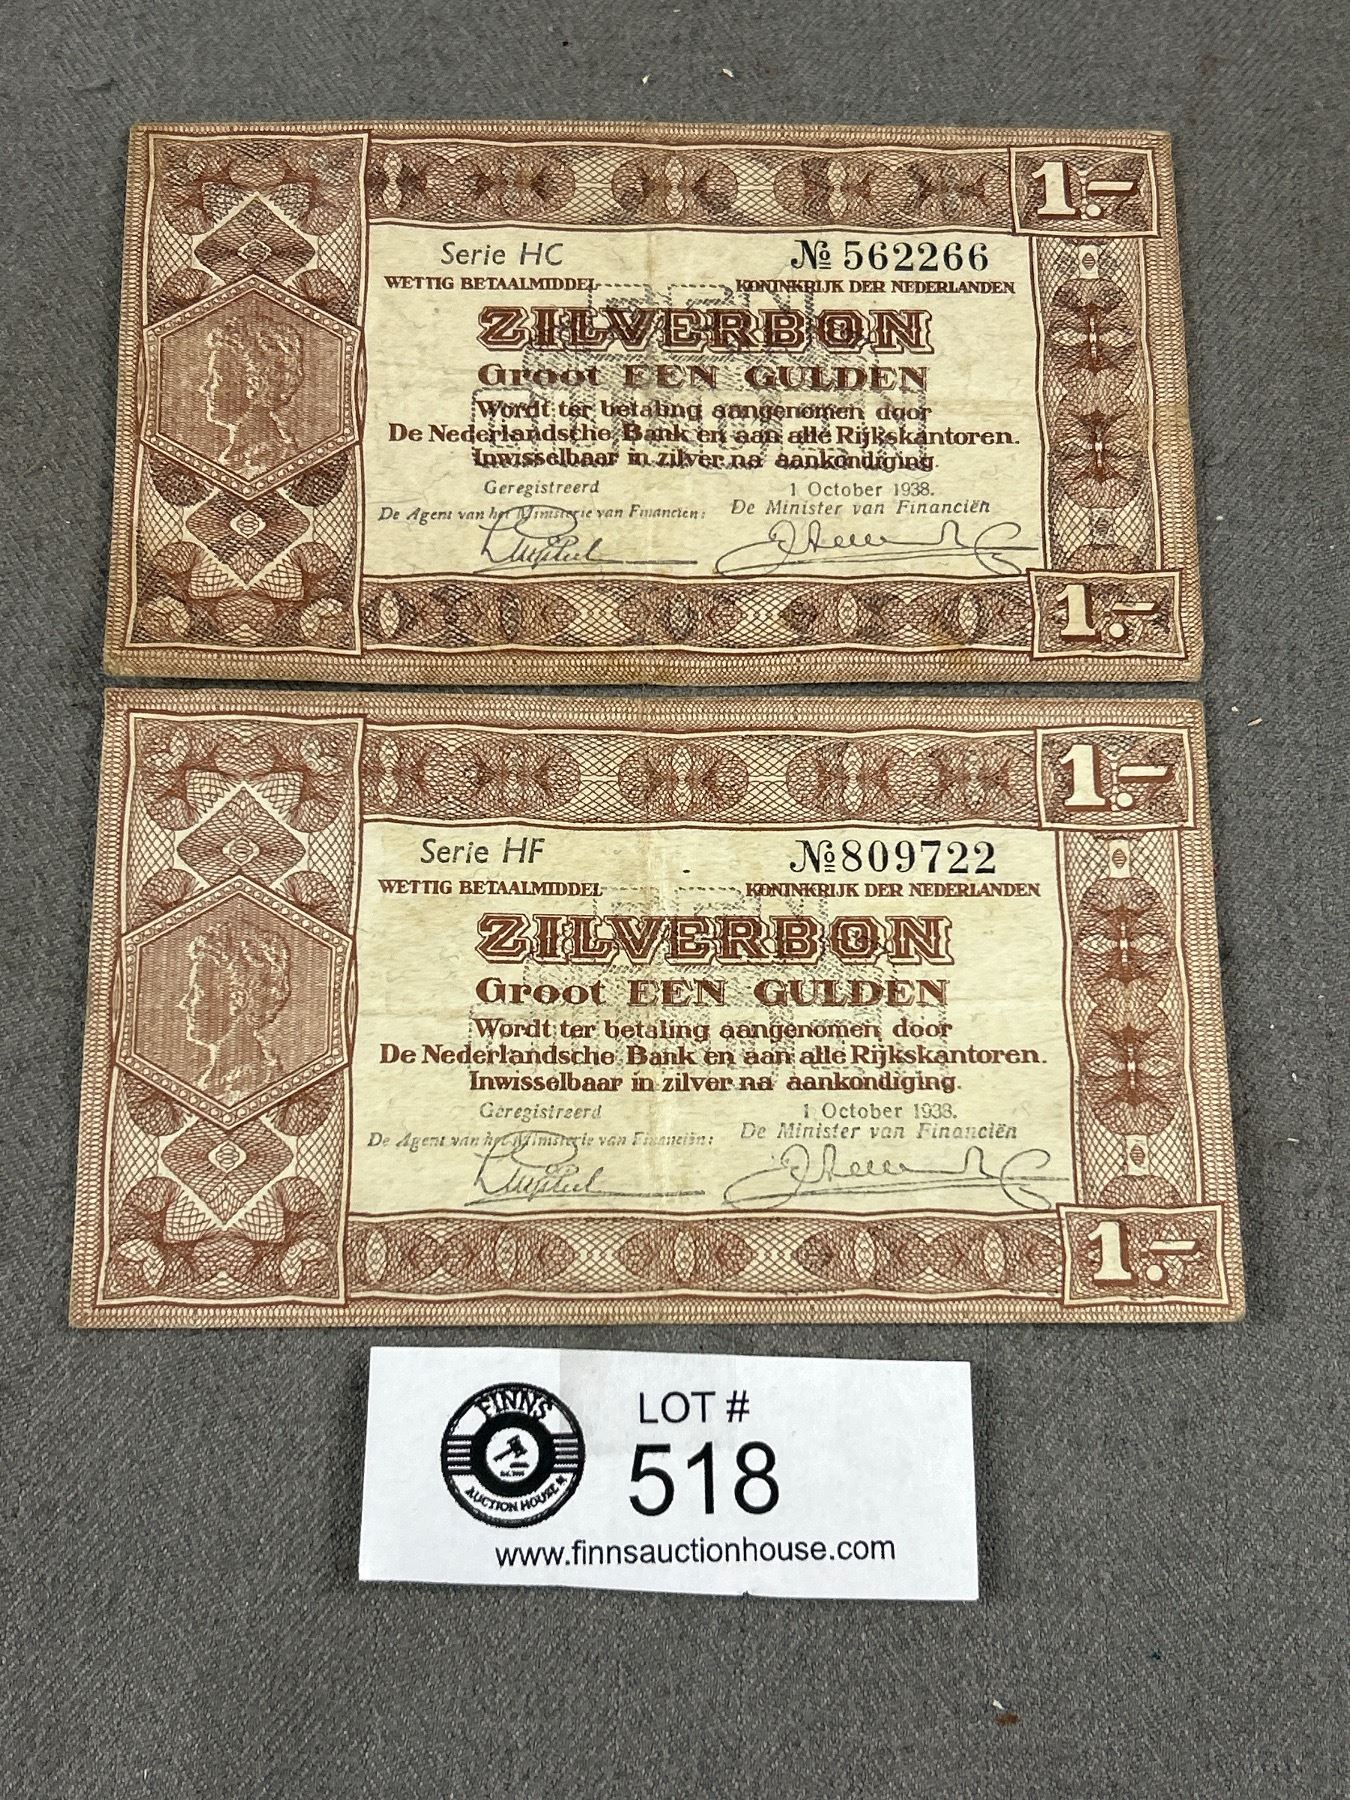 1.-
Serie HC № 562266
WETTIG BETAALMIDDEL KONINKRIJK DER NEDERLANDEN
ZILVERBON
Groot EEN GULDEN
Wordt ter betaling aangenomen door
De Nederlandsche Bank en aan alle Rijkskantoren.
Inwisselbaar in zilver na aankondiging.
Geregistreerd 1 October 1938.
De Agent van het Ministerie van Financien: De Minister van Financiën
1.-
1.-
Serie HF № 809722
WETTIG BETAALMIDDEL KONINKRIJK DER NEDERLANDEN
ZILVERBON
Groot EEN GULDEN
Wordt ter betaling aangenomen door
De Nederlandsche Bank en aan alle Rijkskantoren.
Inwisselbaar in zilver na aankondiging.
Geregistreerd 1 October 1938.
De Agent van het Ministerie van Financiën: De Minister van Financiën
1.-
FINNS
AUCTION HOUSE
LOT #
518
www.finnsauctionhouse.com